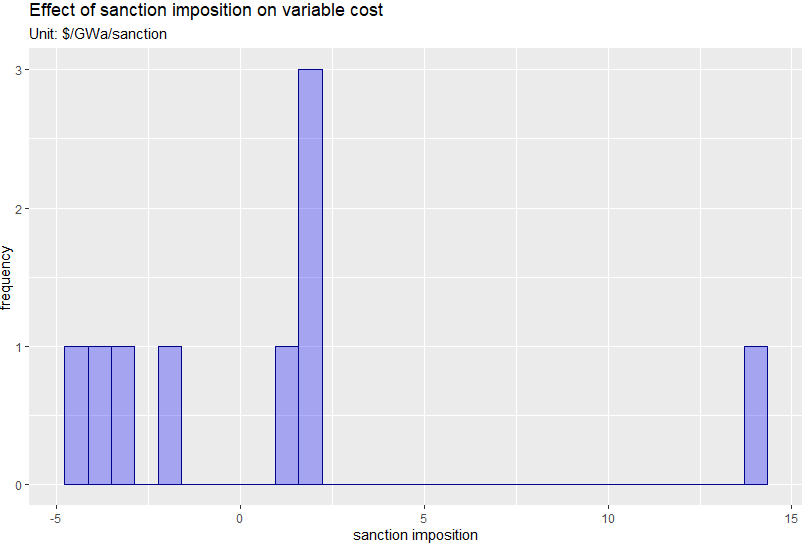 Effect of sanction imposition on variable cost
Unit: $/GWa/sanction
frequency
3
2
1
0
-5
0
5
10
15
sanction imposition